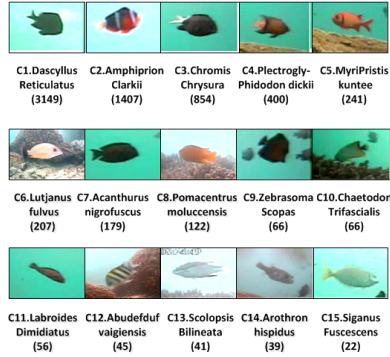 C1.Dascyllus C2.Amphiprion C3.Chromis C4.Plectrogly- C5.MyriPristis
Reticulatus Clarkii Chrysura Phidodon dickii kuntee
(3149) (1407) (854) (400) (241)
C6.Lutjanus C7.Acanthurus C8.Pomacentrus C9.Zebrasoma C10.Chaetodon
fulvus nigrofuscus moluccensis Scopas Trifascialis
(207) (179) (122) (66) (66)
C11.Labroides C12.Abudefduf C13.Scolopsis C14.Arothron C15.Siganus
Dimidiatus vaigiensis Bilineata hispidus Fuscescens
(56) (45) (41) (39) (22)